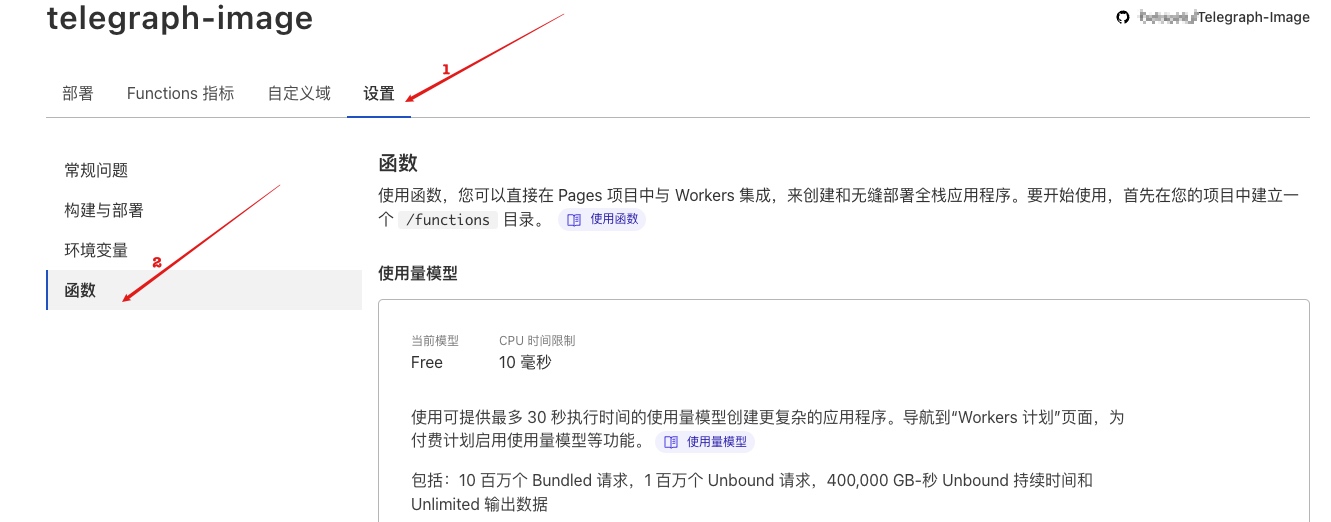 telegraph-image
Telegraph-Image
1
部署 Functions 指标 自定义域 设置
常规问题
构建与部署
环境变量
2
函数
函数
使用函数，您可以直接在 Pages 项目中与 Workers 集成，来创建和无缝部署全栈应用程序。要开始使用，首先在您的项目中建立一
个 /functions 目录。 使用函数
使用量模型
当前模型 CPU 时间限制
Free 10 毫秒
使用可提供最多 30 秒执行时间的使用量模型创建更复杂的应用程序。导航到“Workers 计划”页面，为
付费计划启用使用量模型等功能。 使用量模型
包括：10 百万个 Bundled 请求，1 百万个 Unbound 请求，400,000 GB-秒 Unbound 持续时间和
Unlimited 输出数据